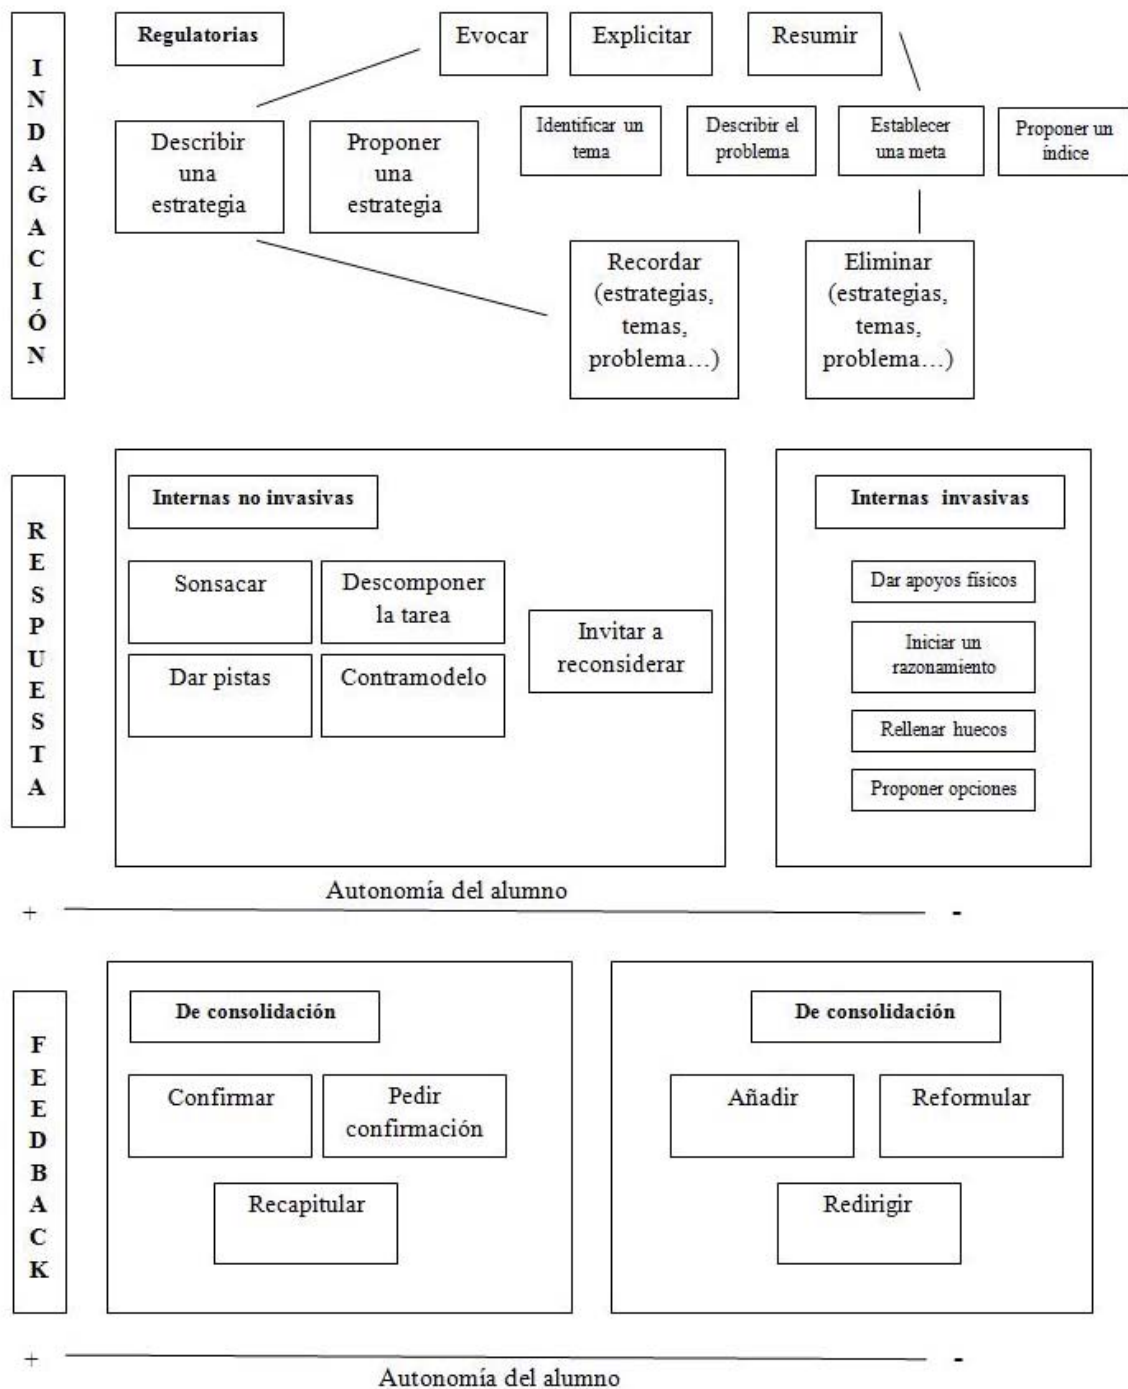 INDAGACIÓN
Regulatorias
Evocar
Explicitar
Resumir
Describir
una
estrategia
Proponer
una
estrategia
Identificar un
tema
Describir el
problema
Establecer
una meta
Proponer un
índice
Recordar
(estrategias,
temas,
problema…)
Eliminar
(estrategias,
temas,
problema…)
RESPUESTA
Internas no invasivas
Sonsacar
Descomponer
la tarea
Dar pistas
Contramodelo
Invitar a
reconsiderar
Internas invasivas
Dar apoyos físicos
Iniciar un
razonamiento
Rellenar huecos
Proponer opciones
Autonomía del alumno
+ -
FEEDBACK
De consolidación
Confirmar
Pedir
confirmación
Recapitular
De consolidación
Añadir
Reformular
Redirigir
+ -
Autonomía del alumno